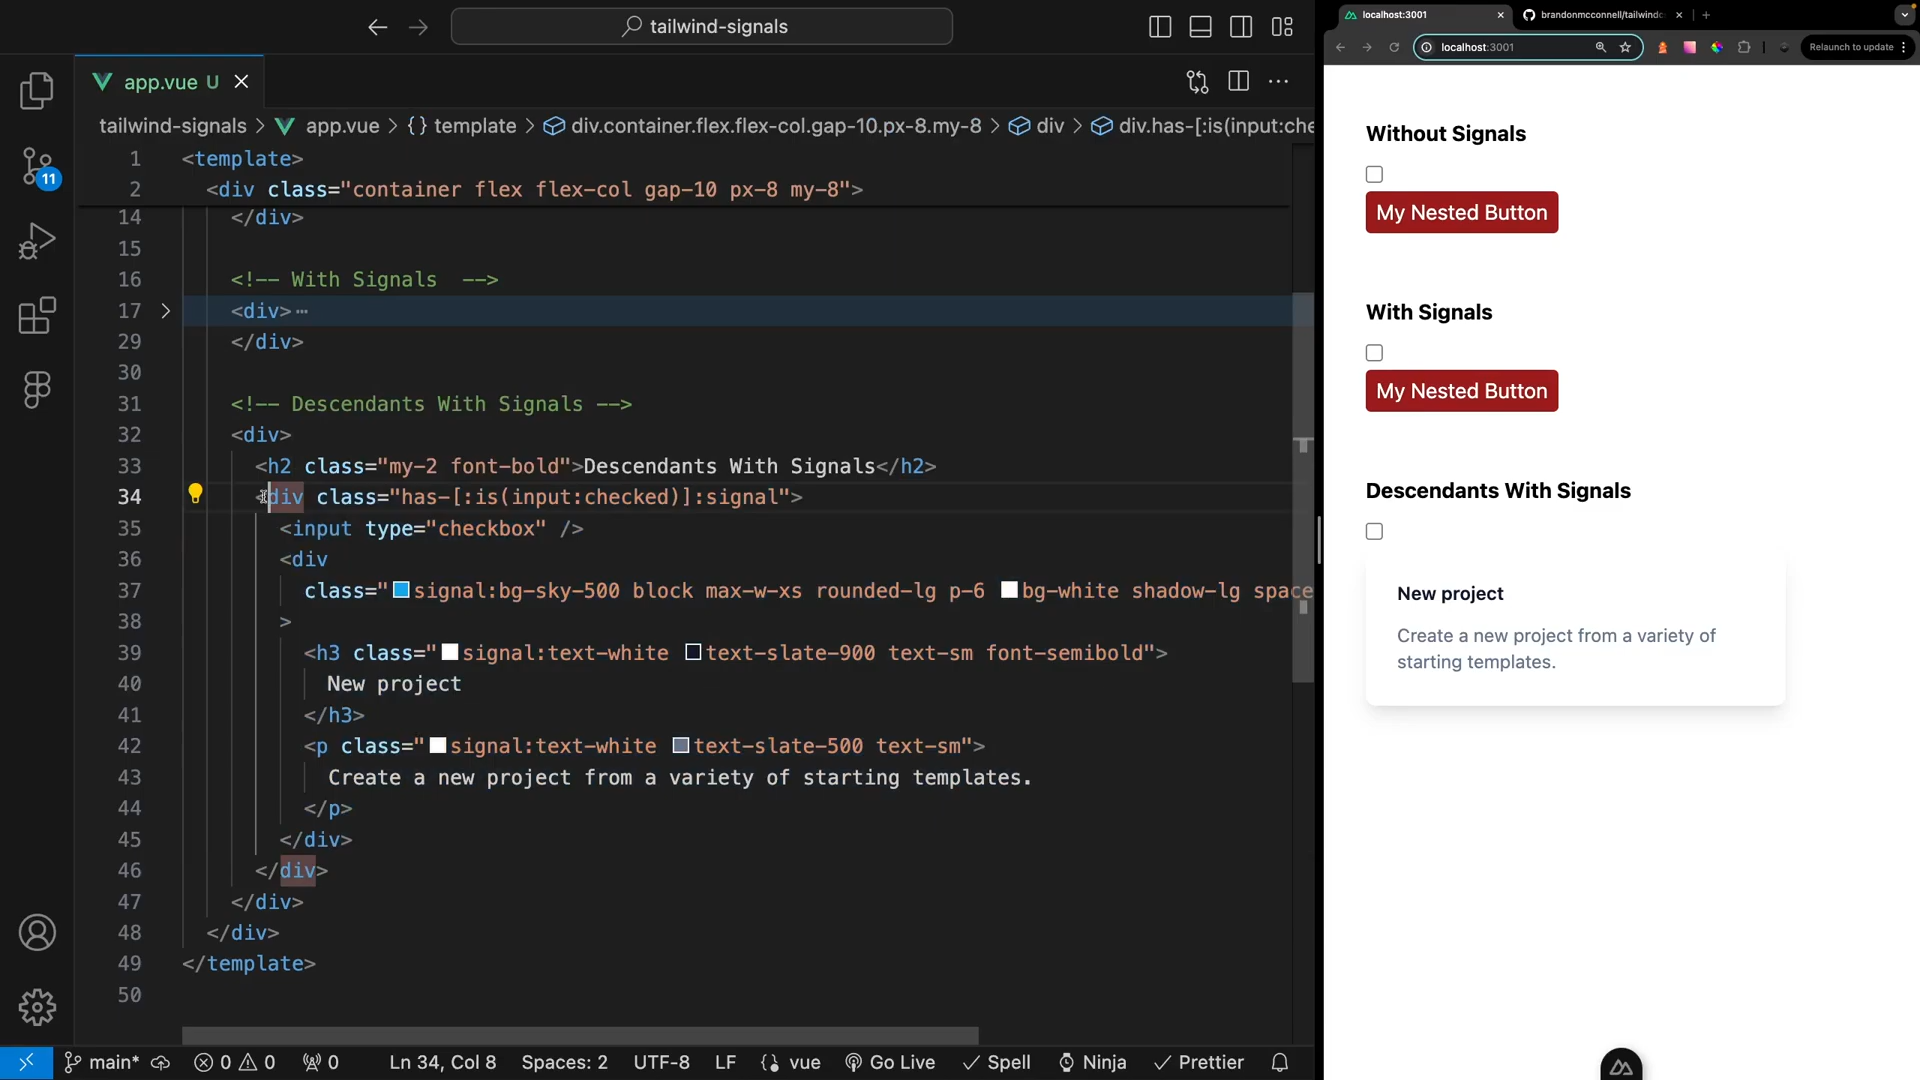 tailwind-signals
app.vue U
tailwind-signals > app.vue > {} template > div.container.flex.flex-col.gap-10.px-8.my-8 > div > div.has-[:is(input:che
1 <template>
2 <div class="container flex flex-col gap-10 px-8 my-8">
14 </div>
15
16 <!-- With Signals  -->
17 <div>⋯
29 </div>
30
31 <!-- Descendants With Signals -->
32 <div>
33 <h2 class="my-2 font-bold">Descendants With Signals</h2>
34 <div class="has-[:is(input:checked)]:signal">
35 <input type="checkbox" />
36 <div
37 class="signal:bg-sky-500 block max-w-xs rounded-lg p-6 bg-white shadow-lg space
38 >
39 <h3 class="signal:text-white text-slate-900 text-sm font-semibold">
40 New project
41 </h3>
42 <p class="signal:text-white text-slate-500 text-sm">
43 Create a new project from a variety of starting templates.
44 </p>
45 </div>
46 </div>
47 </div>
48 </div>
49 </template>
50
11
main* 0 0 0 Ln 34, Col 8 Spaces: 2 UTF-8 LF {} vue Go Live Spell Ninja Prettier
localhost:3001
brandonmcconnell/tailwindc
localhost:3001
Relaunch to update
Without Signals
My Nested Button
With Signals
My Nested Button
Descendants With Signals
New project
Create a new project from a variety of
starting templates.